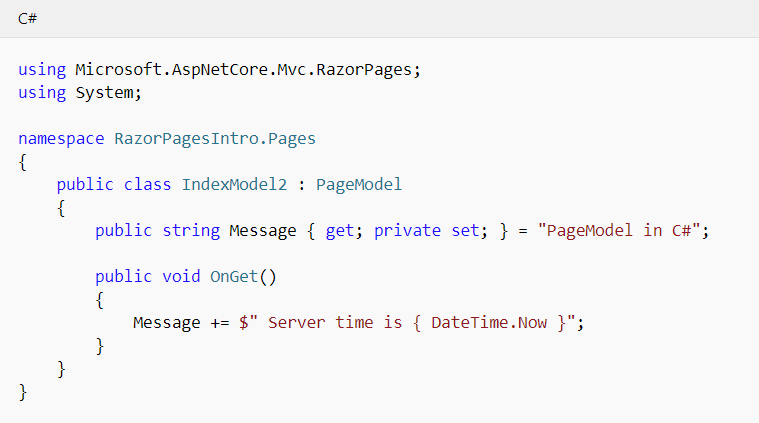 C#
using Microsoft.AspNetCore.Mvc.RazorPages;
using System;
namespace RazorPagesIntro.Pages
{
    public class IndexModel2 : PageModel
    {
        public string Message { get; private set; } = "PageModel in C#";
        public void OnGet()
        {
            Message += $" Server time is { DateTime.Now }";
        }
    }
}